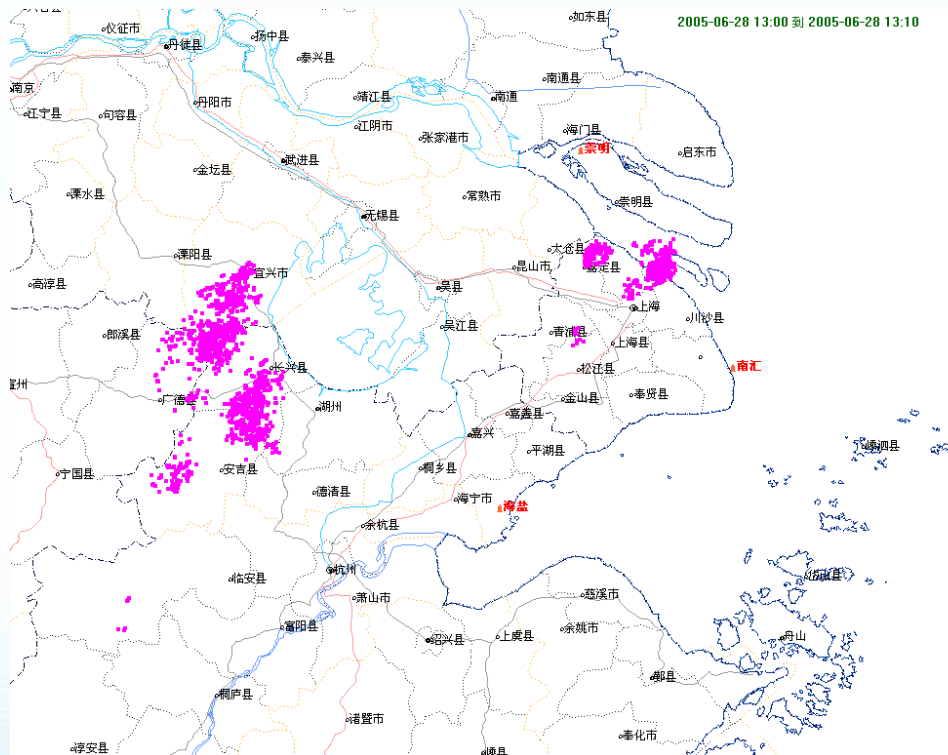 如东县
2005-06-28 13:00 到 2005-06-28 13:10
仪征市
扬中县
丹徒县
泰兴县
南通县
南京
靖江县
南通
丹阳市
江宁县
句容县
江阴市
张家港市
海门县
崇明
启东市
武进县
金坛县
溧水县
常熟市
崇明县
无锡县
太仓县
溧阳县
昆山市
嘉定县
宜兴市
高淳县
吴县
上海
川沙县
郎溪县
吴江县
青浦县
上海县
长兴县
松江县
南汇
宣州
广德县
湖州
金山县
奉贤县
嘉善县
嘉兴
平湖县
嵊泗县
宁国县
安吉县
桐乡县
德清县
海宁市
海盐
余杭县
杭州
临安县
岱山县
萧山市
慈溪市
富阳县
绍兴县
上虞县
余姚市
舟山
鄞县
桐庐县
诸暨市
奉化市
淳安县
嵊县